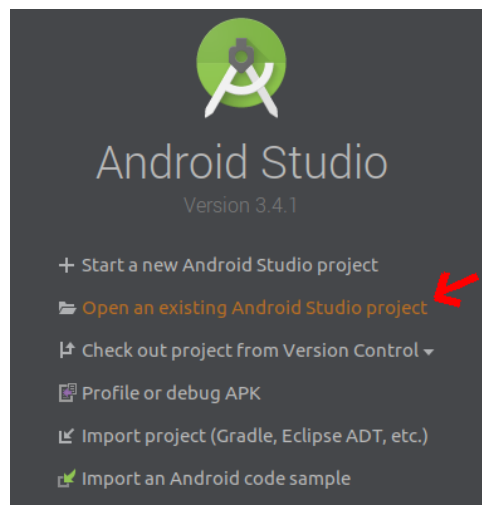 Android Studio
Version 3.4.1
Start a new Android Studio project
Open an existing Android Studio project
Check out project from Version Control
Profile or debug APK
Import project (Gradle, Eclipse ADT, etc.)
Import an Android code sample